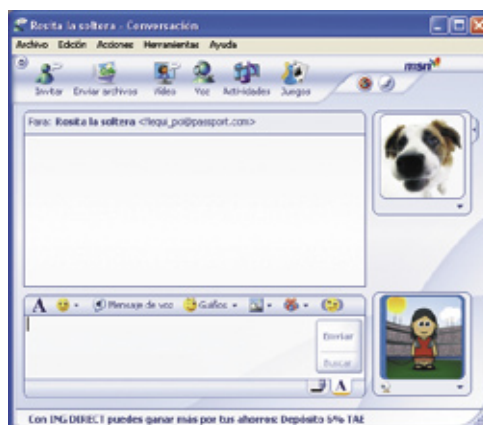 Rosita la soltera - Conversación
Archivo Edición Acciones Herramientas Ayuda
msn
Invitar Enviar archivos Vídeo Voz Actividades Juegos
Para: Rosita la soltera
A Mensaje de voz Guiños
Enviar
Buscar
A
Con ING DIRECT puedes ganar más por tus ahorros: Depósito 6% TAE